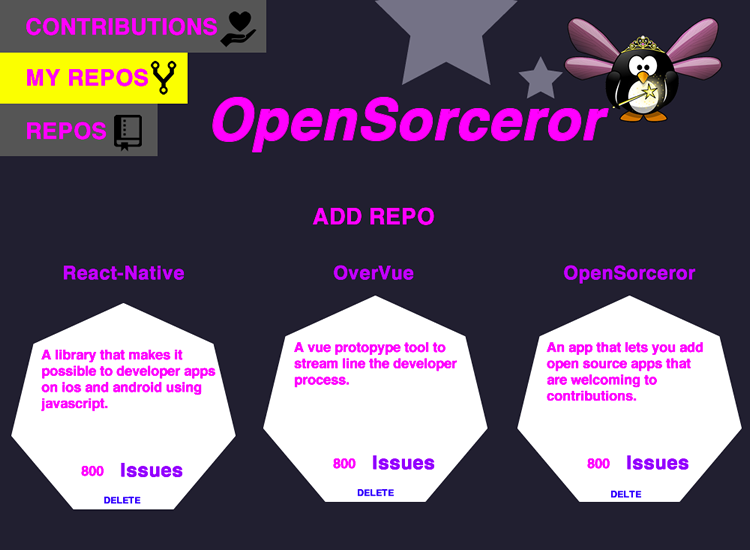 CONTRIBUTIONS
MY REPOS
REPOS
OpenSorceror
ADD REPO
React-Native
A library that makes it
possible to developer apps
on ios and android using
javascript.
800 Issues
DELETE
OverVue
A vue protopype tool to
stream line the developer
process.
800 Issues
DELETE
OpenSorceror
An app that lets you add
open source apps that
are welcoming to
contributions.
800 Issues
DELTE